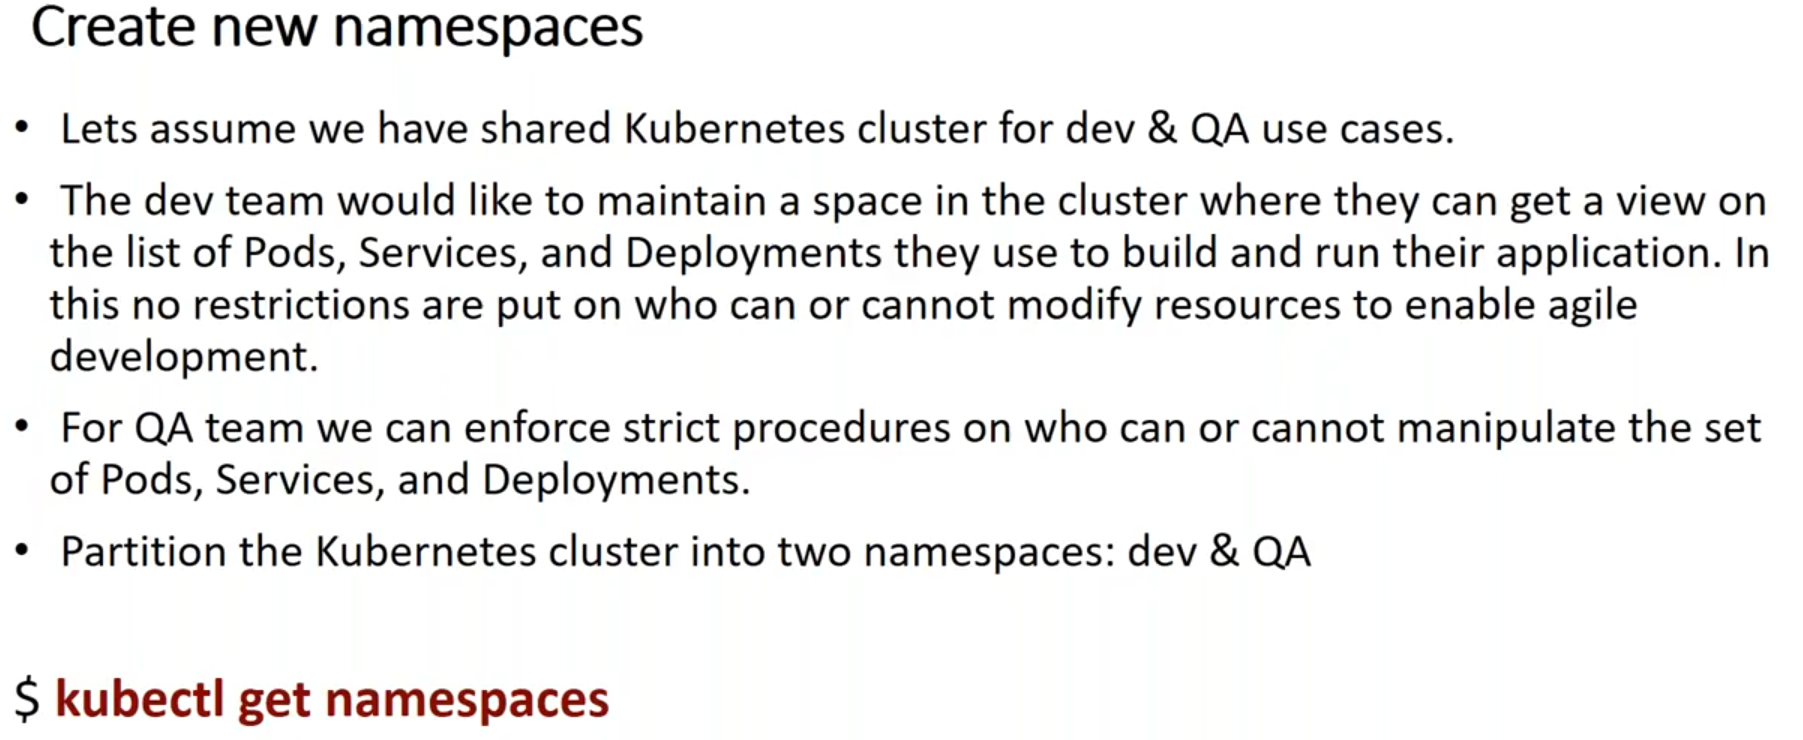 Create new namespaces
• Lets assume we have shared Kubernetes cluster for dev & QA use cases.
• The dev team would like to maintain a space in the cluster where they can get a view on
the list of Pods, Services, and Deployments they use to build and run their application. In
this no restrictions are put on who can or cannot modify resources to enable agile
development.
• For QA team we can enforce strict procedures on who can or cannot manipulate the set
of Pods, Services, and Deployments.
• Partition the Kubernetes cluster into two namespaces: dev & QA
$ kubectl get namespaces